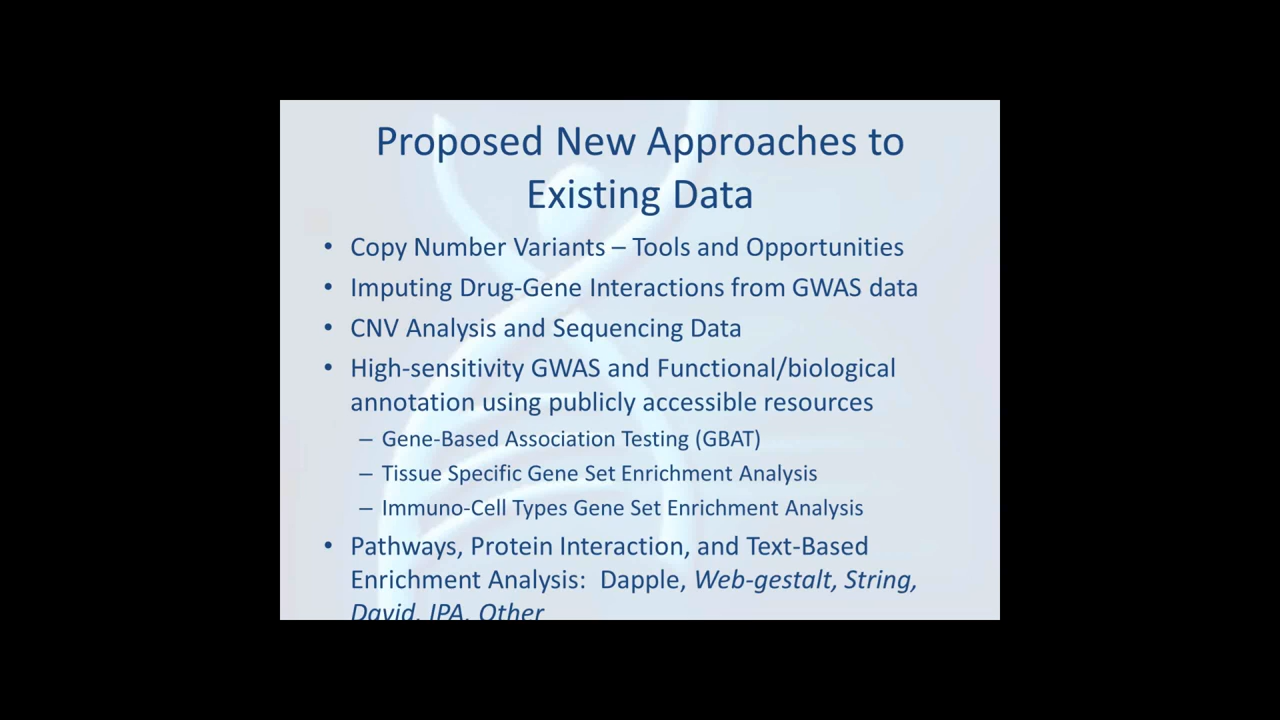 Proposed New Approaches to
Existing Data
• Copy Number Variants – Tools and Opportunities
• Imputing Drug-Gene Interactions from GWAS data
• CNV Analysis and Sequencing Data
• High-sensitivity GWAS and Functional/biological
annotation using publicly accessible resources
– Gene-Based Association Testing (GBAT)
– Tissue Specific Gene Set Enrichment Analysis
– Immuno-Cell Types Gene Set Enrichment Analysis
• Pathways, Protein Interaction, and Text-Based
Enrichment Analysis: Dapple, Web-gestalt, String,
David, IPA, Other